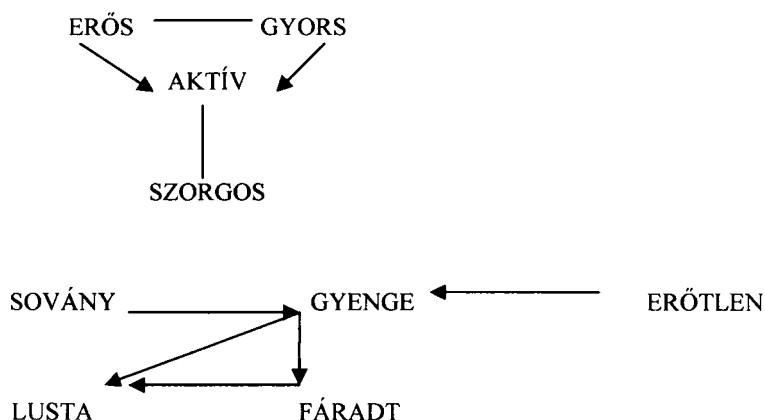 ERŐS GYORS
AKTÍV
SZORGOS
SOVÁNY GYENGE ERŐTLEN
LUSTA FÁRADT